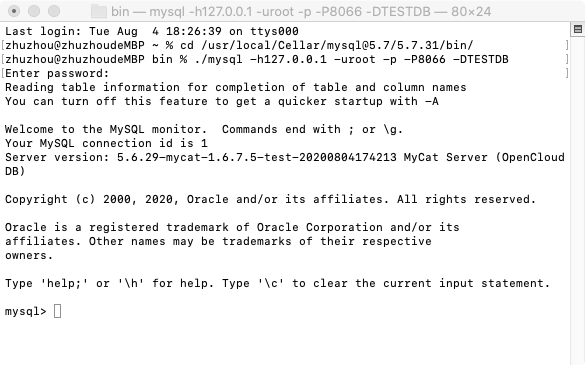 bin — mysql -h127.0.0.1 -uroot -p -P8066 -DTESTDB — 80×24
Last login: Tue Aug  4 18:26:39 on ttys000
[zhuzhou@zhuzhoudeMBP ~ % cd /usr/local/Cellar/mysql@5.7/5.7.31/bin/ ]
[zhuzhou@zhuzhoudeMBP bin % ./mysql -h127.0.0.1 -uroot -p -P8066 -DTESTDB ]
[Enter password: ]
Reading table information for completion of table and column names
You can turn off this feature to get a quicker startup with -A
Welcome to the MySQL monitor.  Commands end with ; or \g.
Your MySQL connection id is 1
Server version: 5.6.29-mycat-1.6.7.5-test-20200804174213 MyCat Server (OpenCloud
DB)
Copyright (c) 2000, 2020, Oracle and/or its affiliates. All rights reserved.
Oracle is a registered trademark of Oracle Corporation and/or its
affiliates. Other names may be trademarks of their respective
owners.
Type 'help;' or '\h' for help. Type '\c' to clear the current input statement.
mysql>